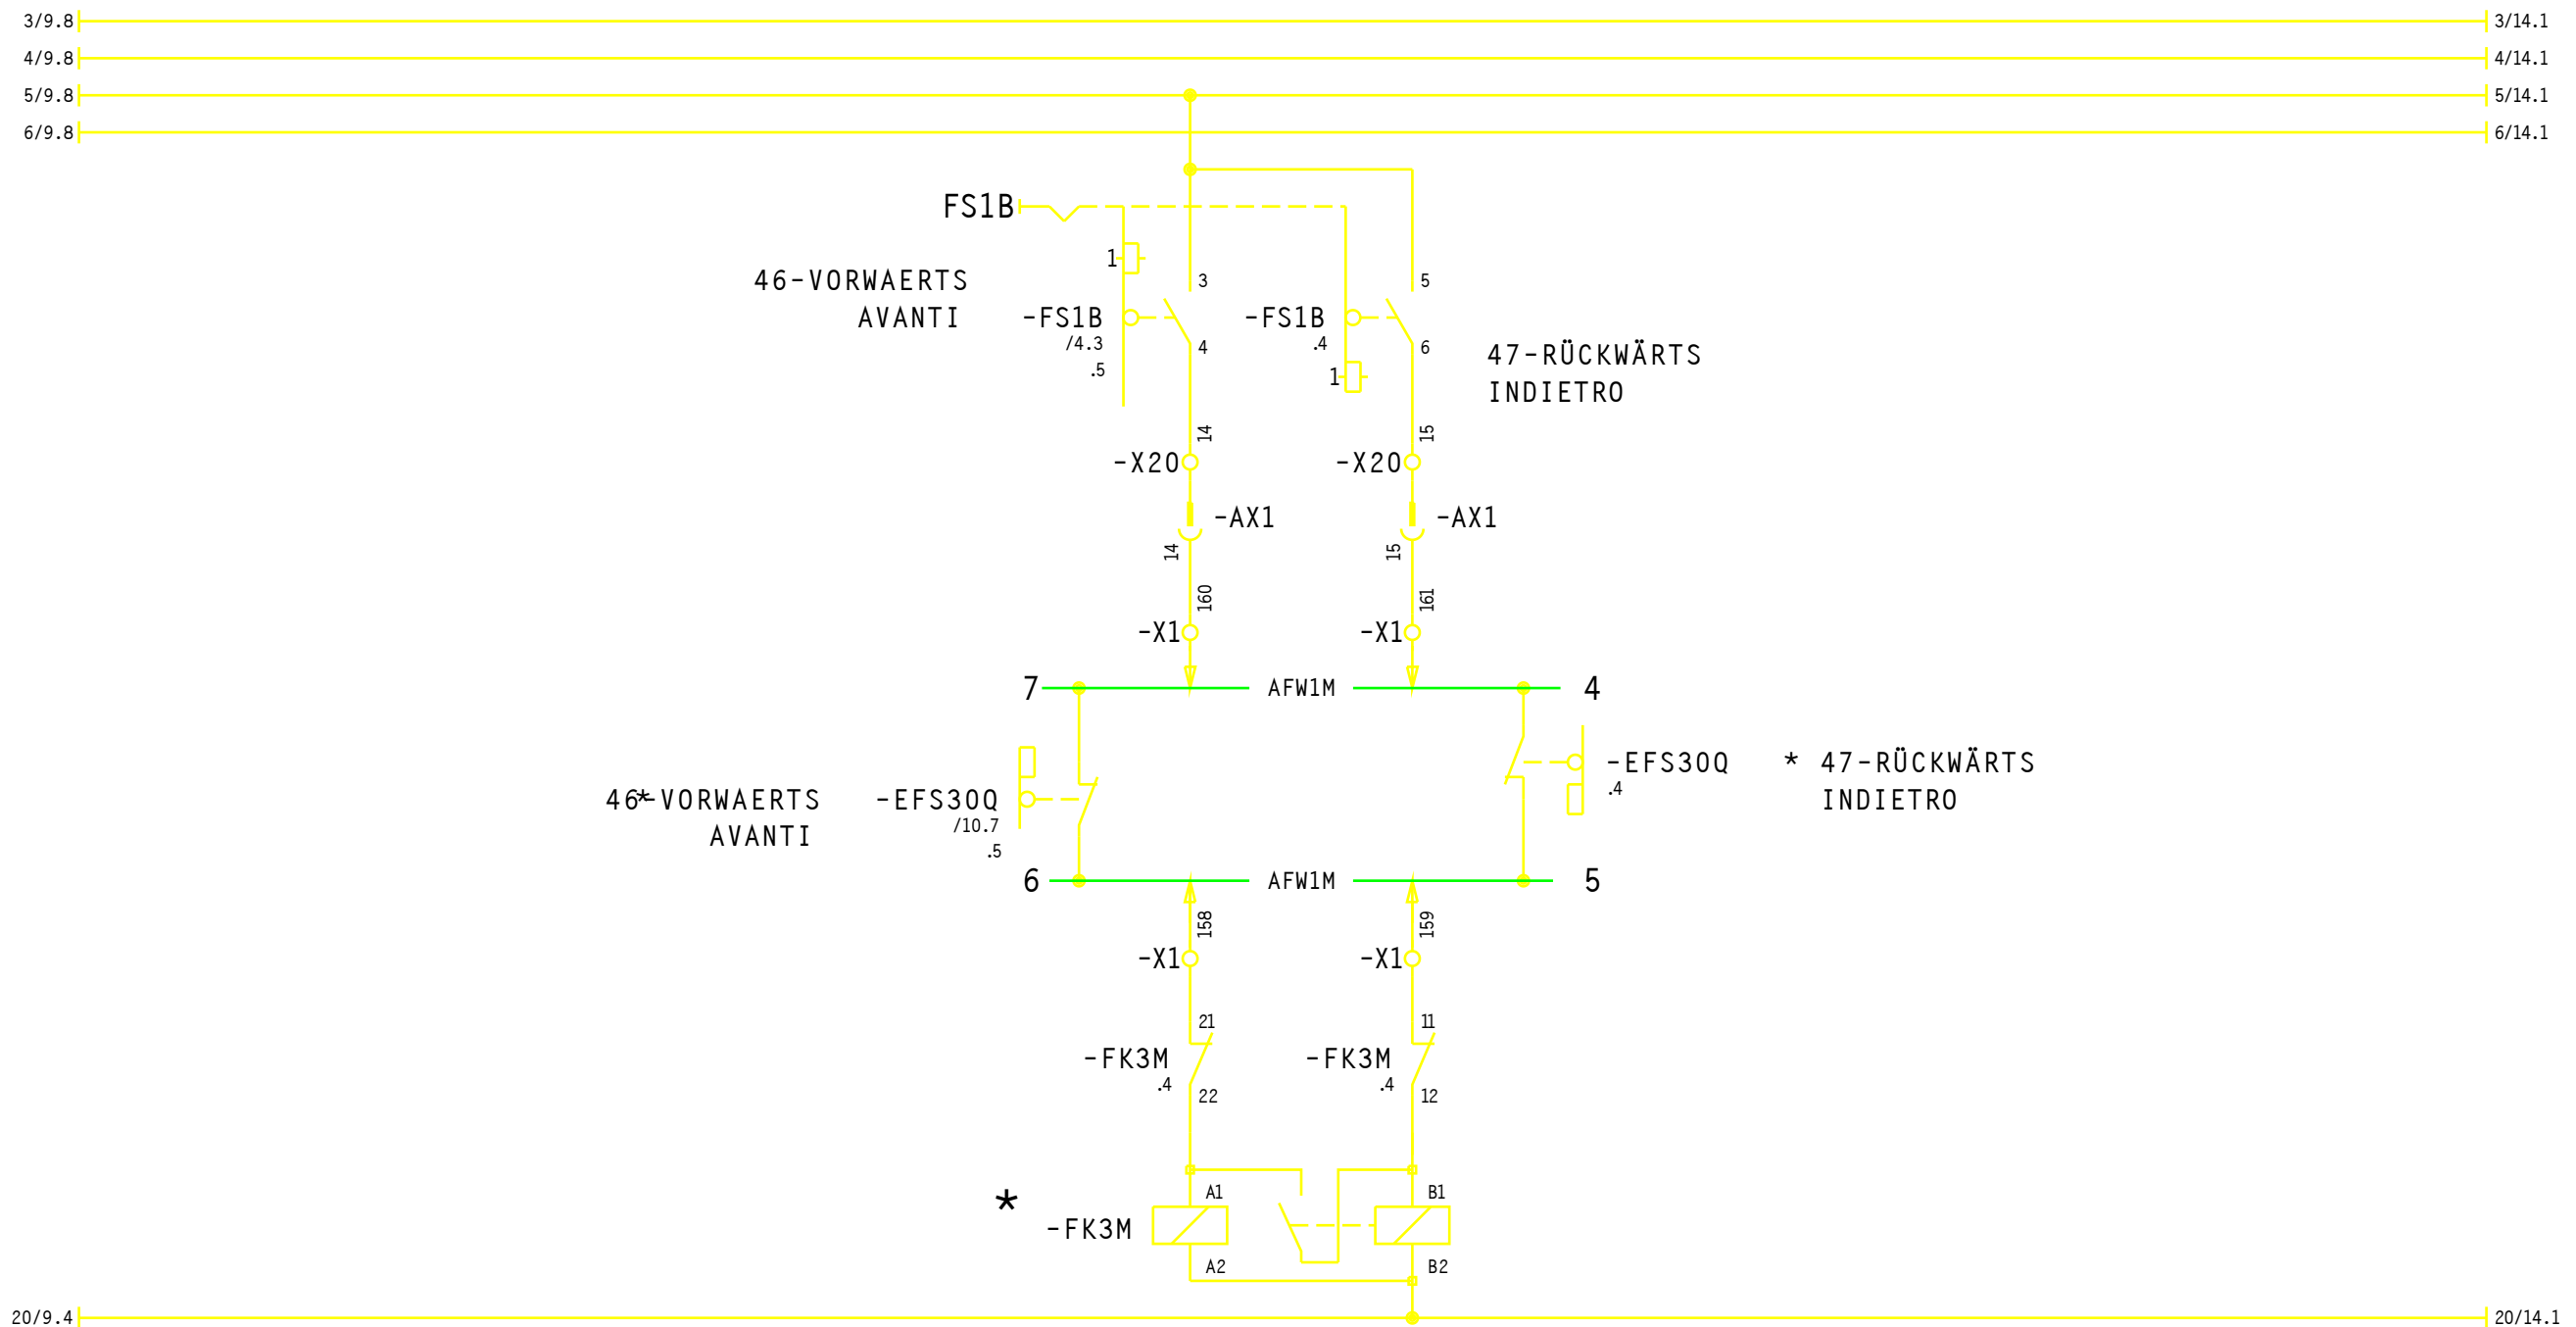 3/9.8 3/14.1
4/9.8 4/14.1
5/9.8 5/14.1
6/9.8 6/14.1
FS1B
1
46-VORWAERTS 3 5
AVANTI -FS1B -FS1B
/4.3 .4 4 6
.5
1
47-RÜCKWÄRTS
INDIETRO
14 15
-X20 -X20
-AX1 -AX1
14 15
160 161
-X1 -X1
7 AFW1M 4
-EFS30Q * 47-RÜCKWÄRTS
.4 INDIETRO
46*-VORWAERTS -EFS30Q
AVANTI /10.7
.5
6 AFW1M 5
158 159
-X1 -X1
21 11
-FK3M -FK3M
.4 .4
22 12
* A1 B1
-FK3M
A2 B2
20/9.4 20/14.1